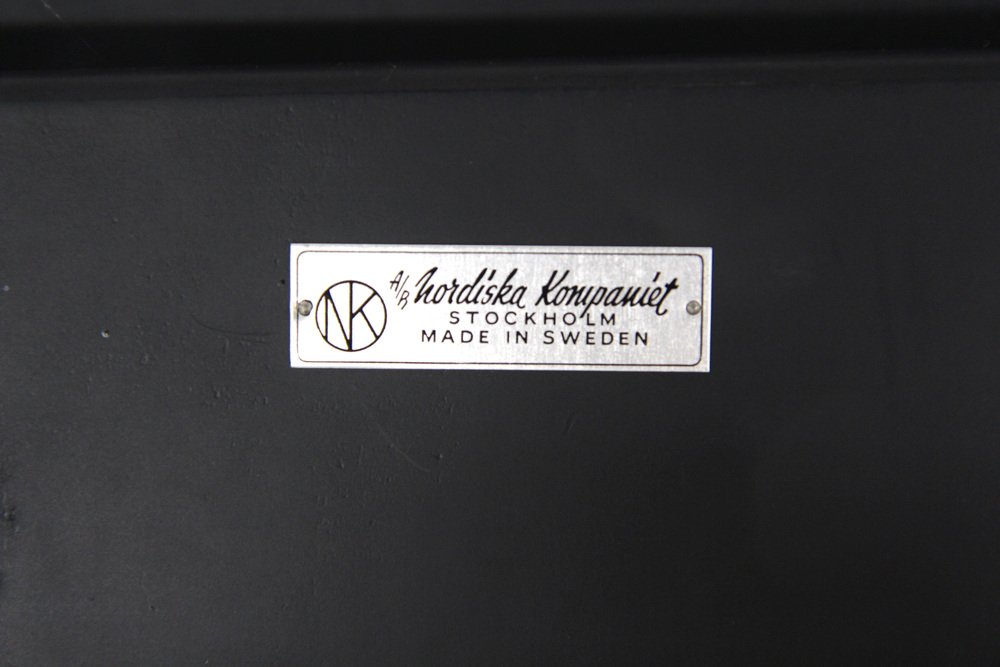 NK A/B Nordiska Kompaniet
STOCKHOLM
MADE IN SWEDEN